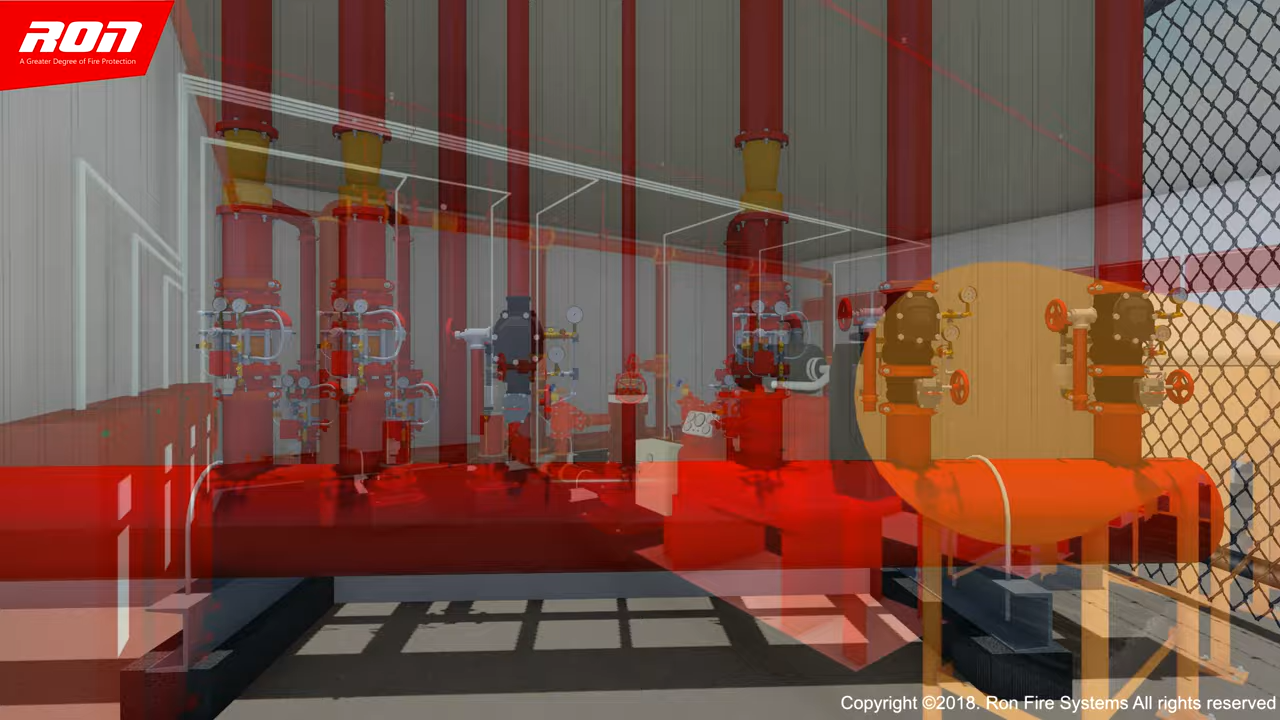 RON
A Greater Degree of Fire Protection
Copyright ©2018. Ron Fire Systems All rights reserved